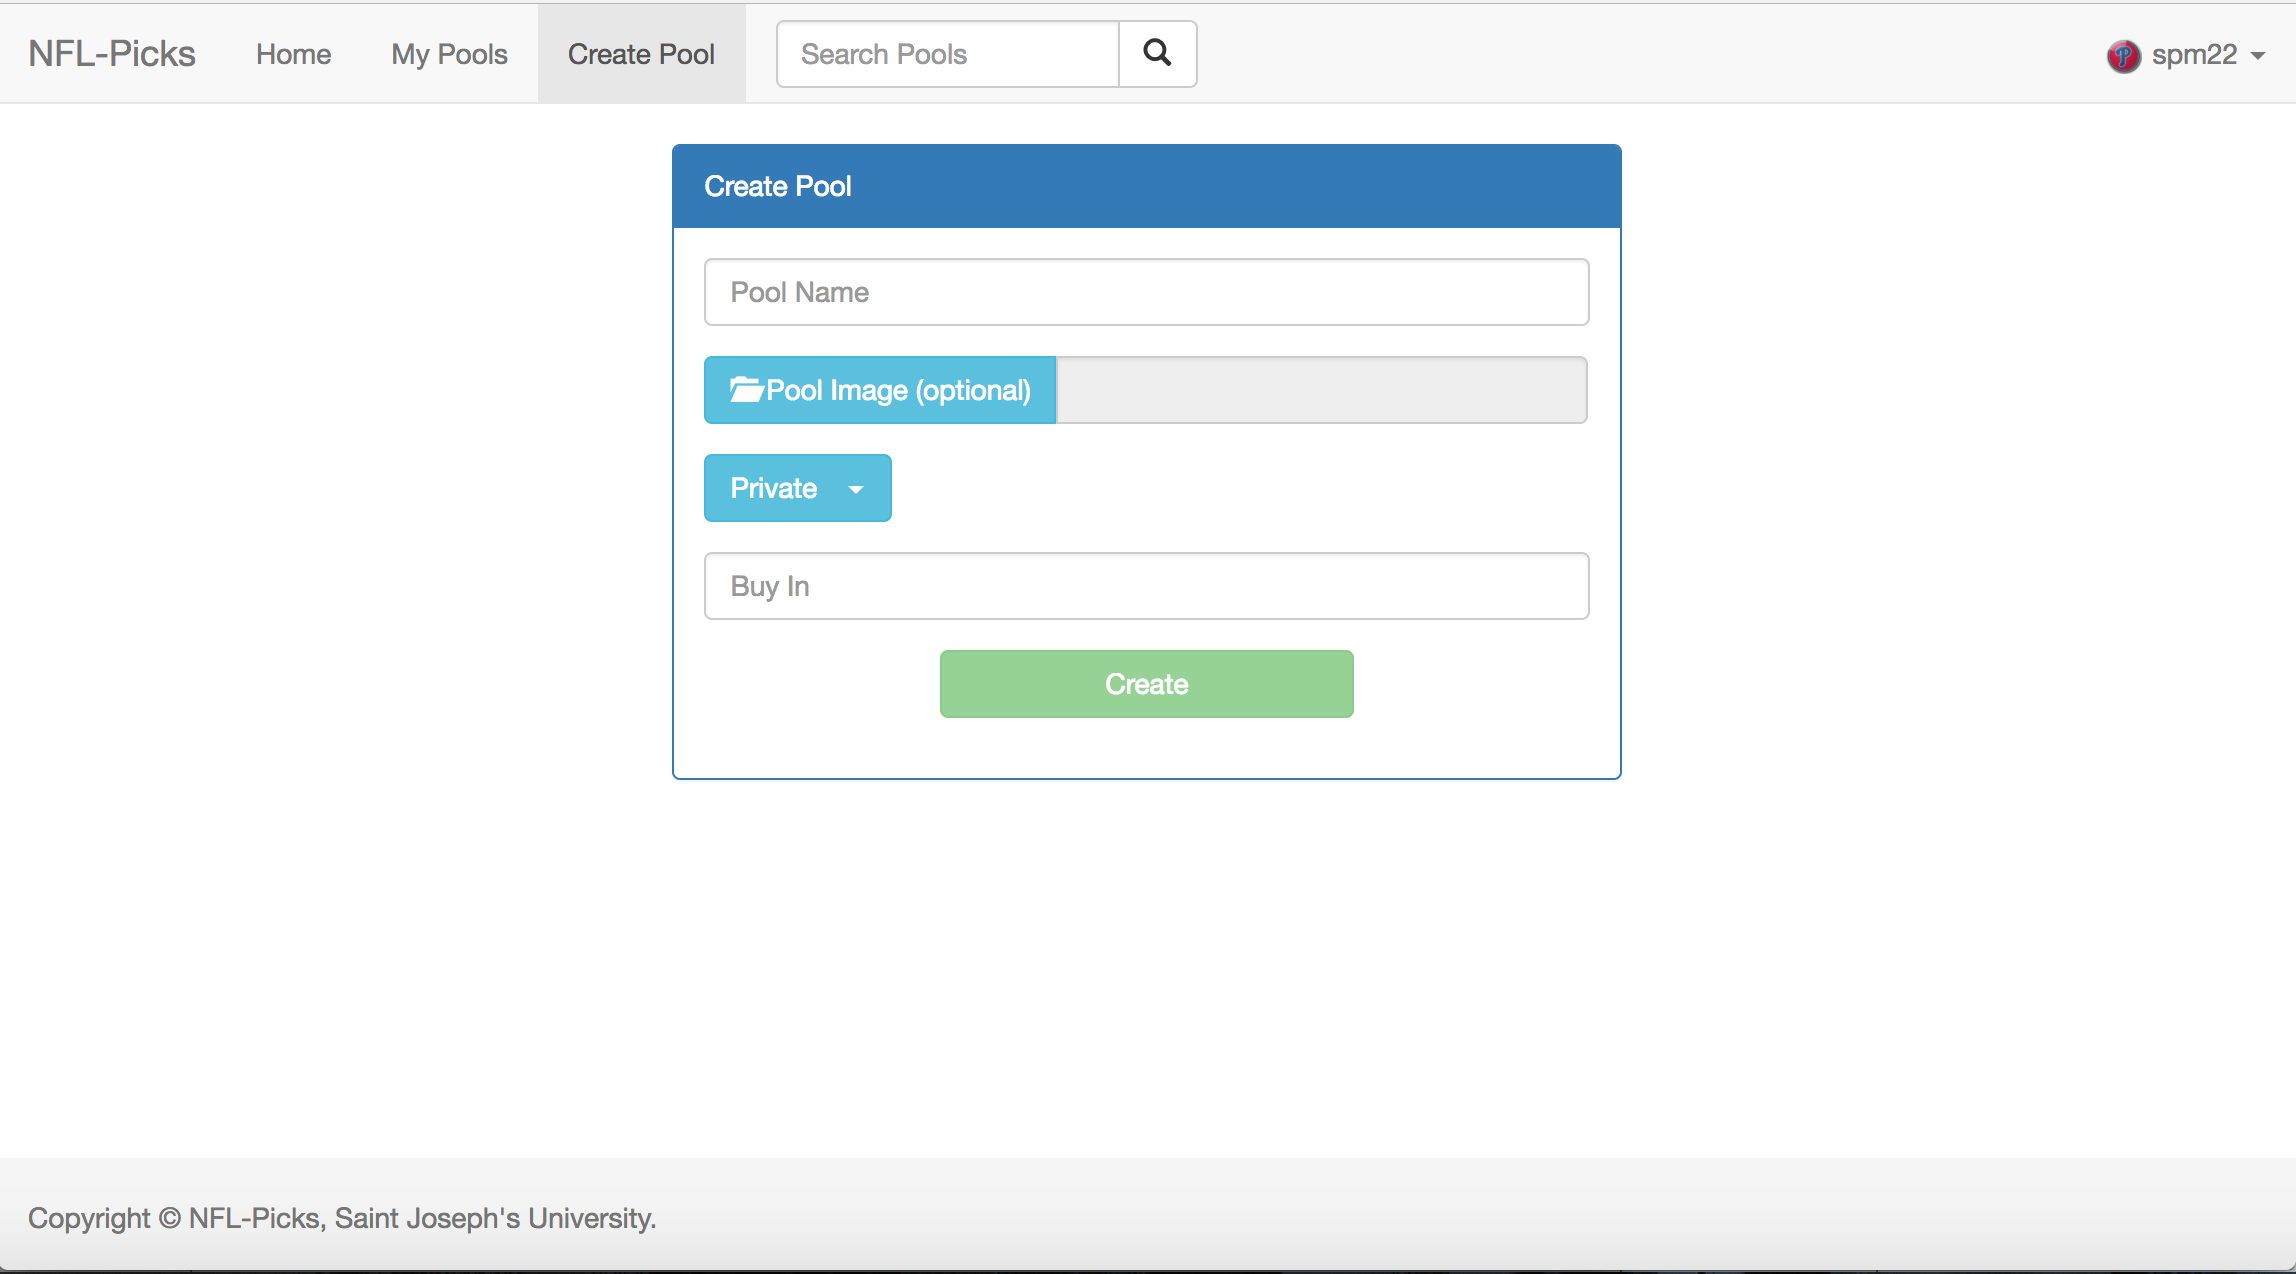 NFL-Picks Home My Pools Create Pool Search Pools spm22
Create Pool
Pool Name
Pool Image (optional)
Private
Buy In
Create
Copyright © NFL-Picks, Saint Joseph's University.